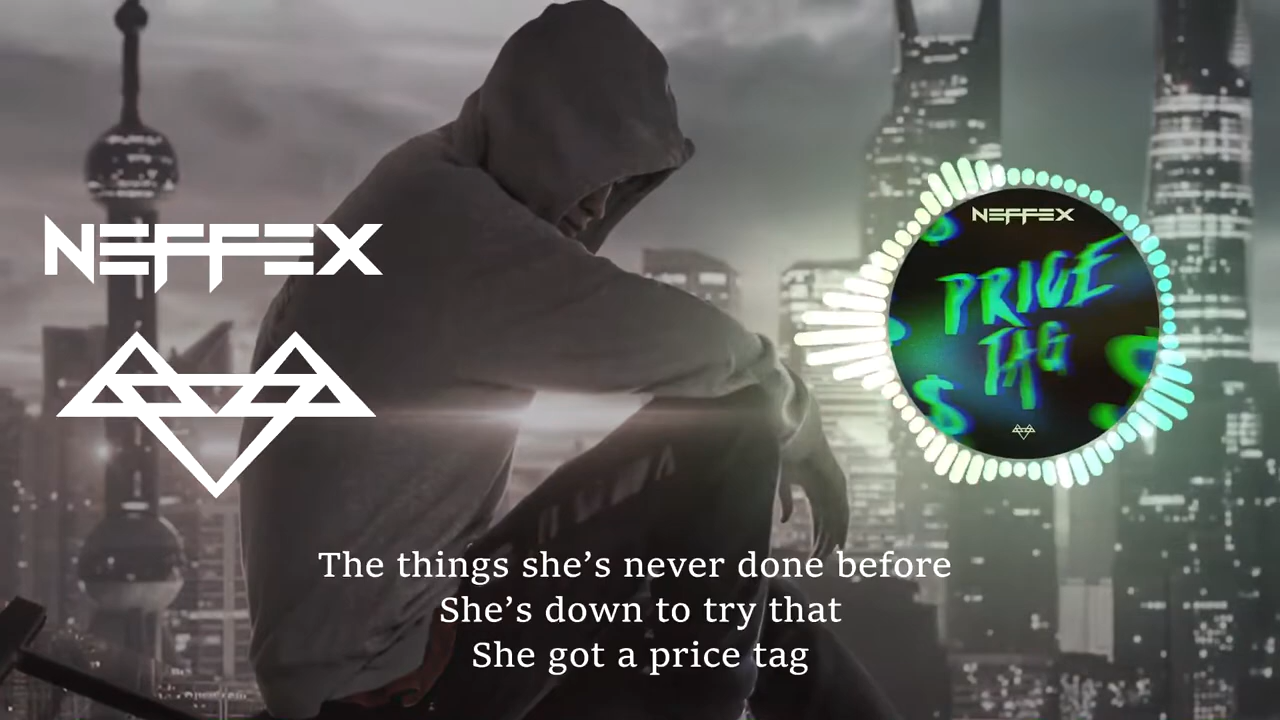 NEFFEX
NEFFEX
PRICE
TAG
The things she’s never done before
She’s down to try that
She got a price tag